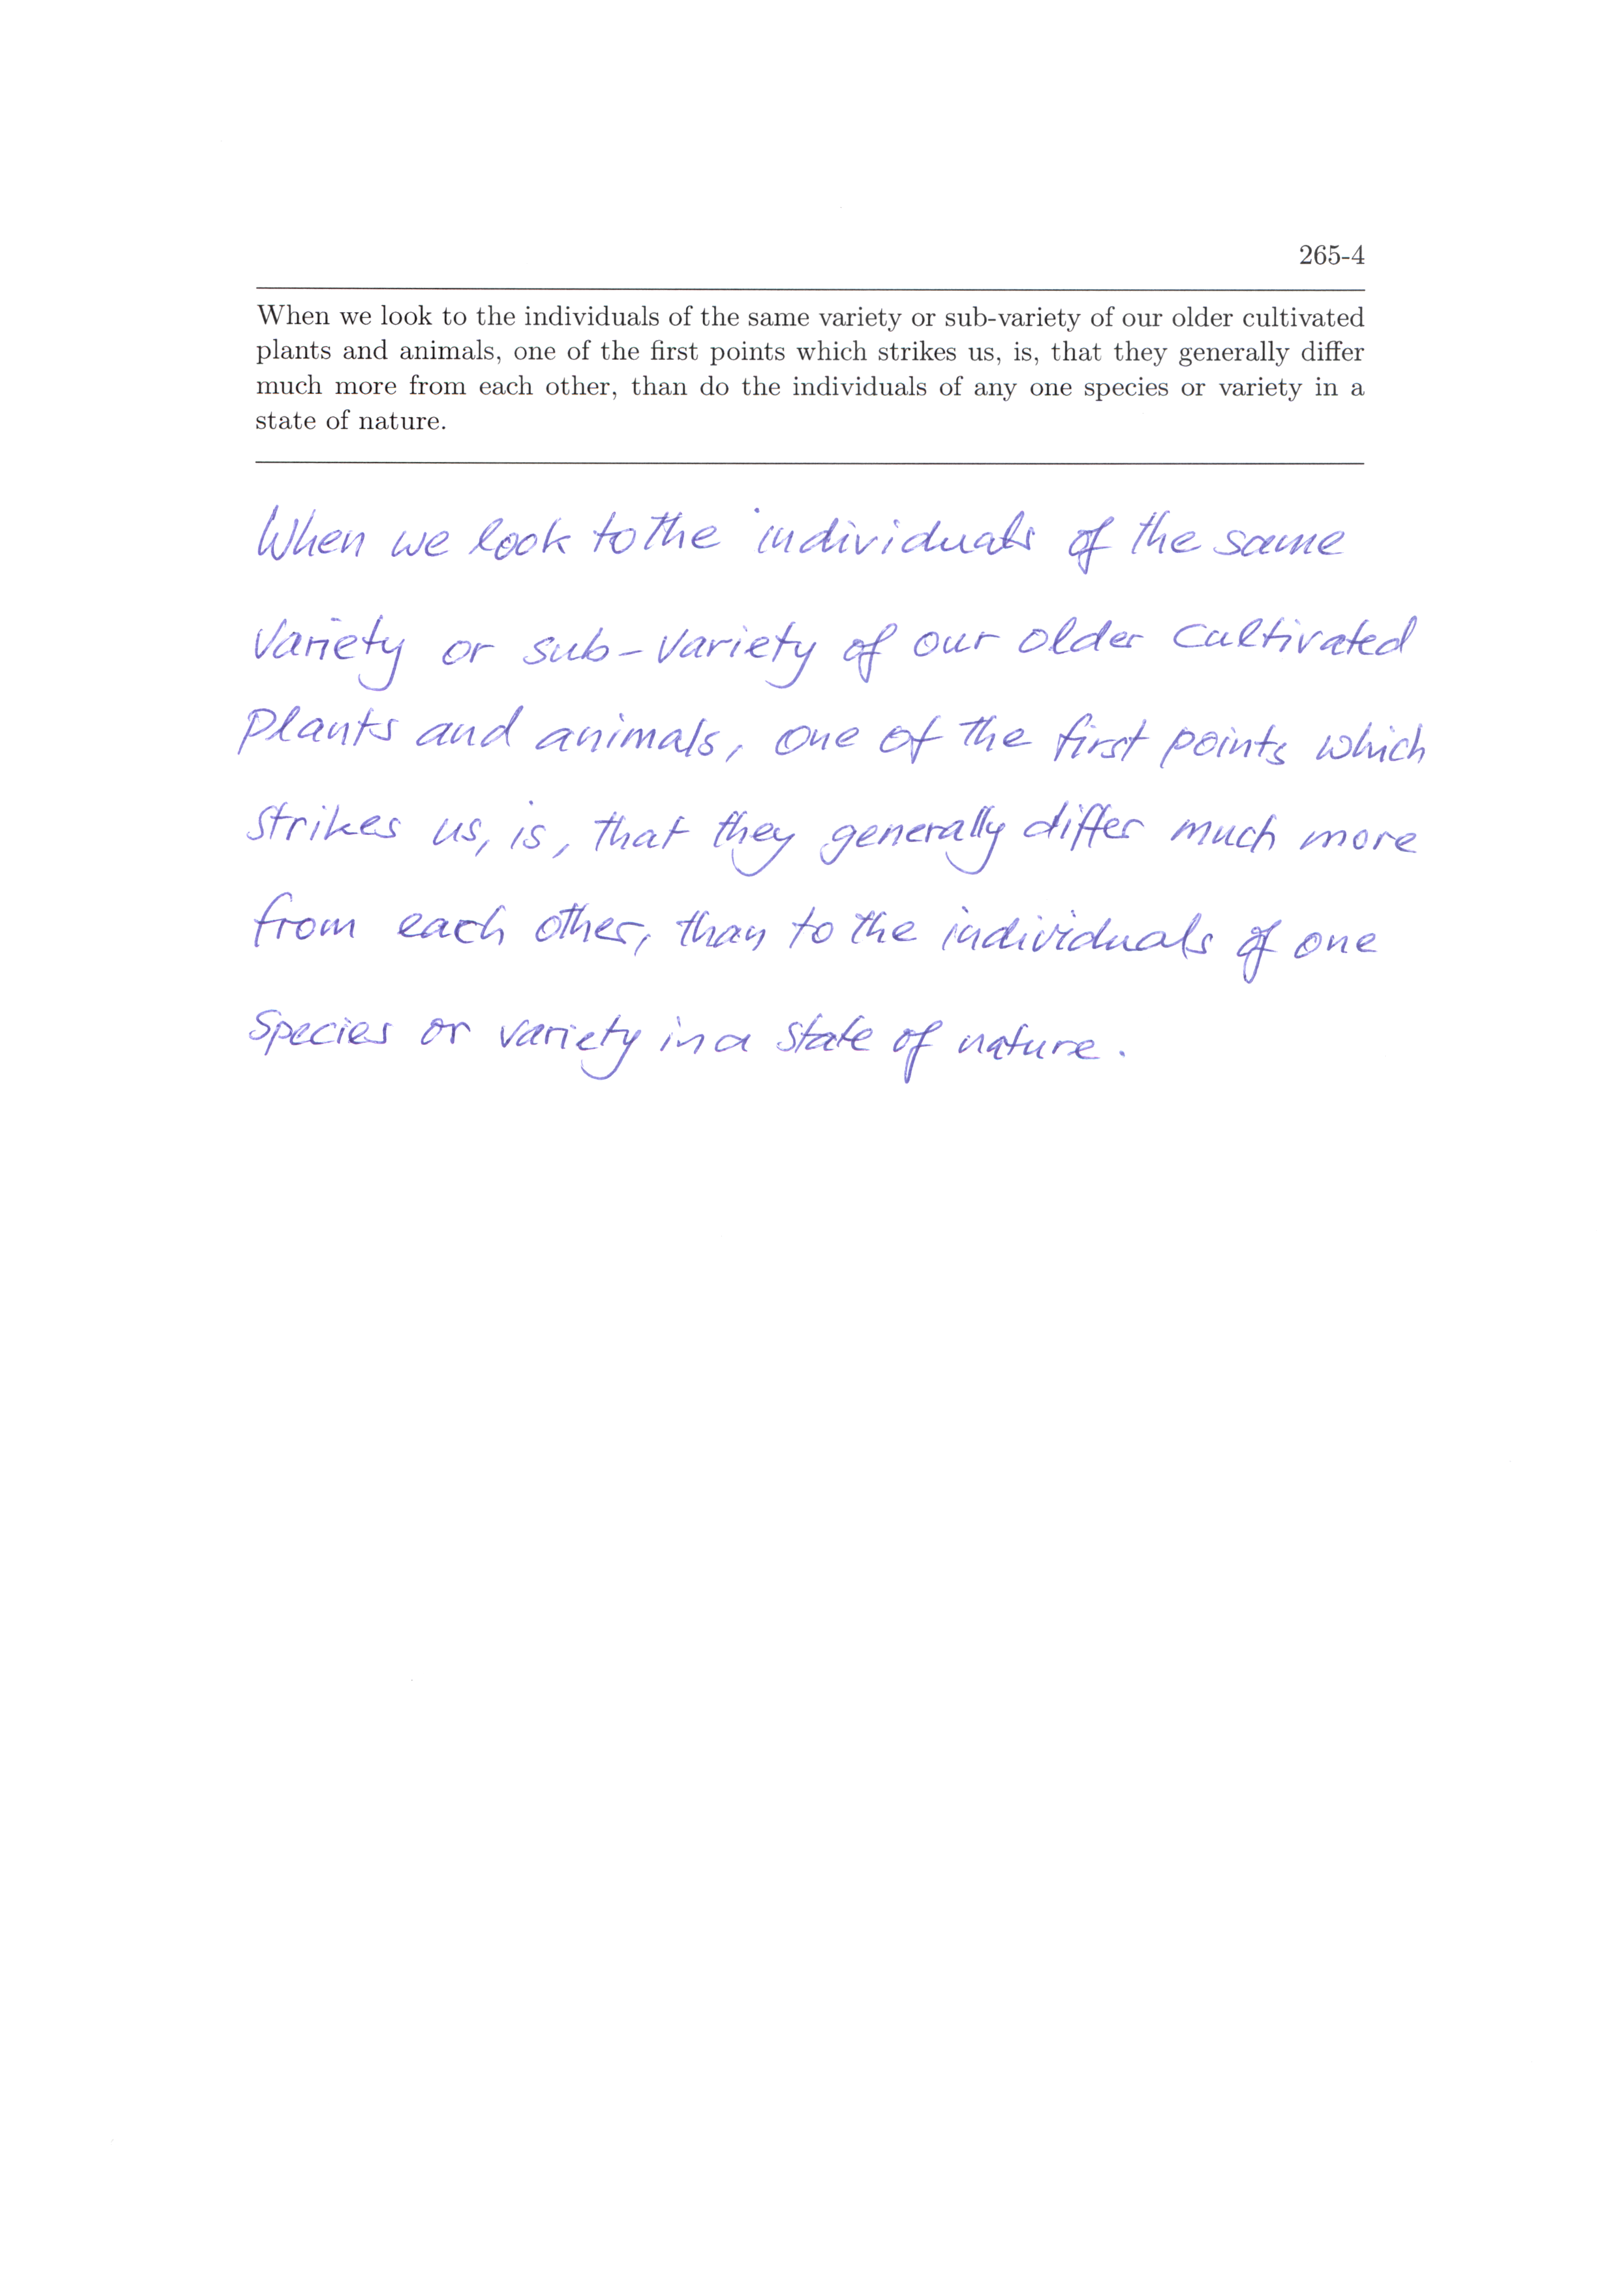 265-4
When we look to the individuals of the same variety or sub-variety of our older cultivated
plants and animals, one of the first points which strikes us, is, that they generally differ
much more from each other, than do the individuals of any one species or variety in a
state of nature.
When we look to the individuals of the same
variety or sub-variety of our older cultivated
plants and animals, one of the first points which
strikes us, is, that they generally differ much more
from each other, than to the individuals of one
species or variety in a state of nature.